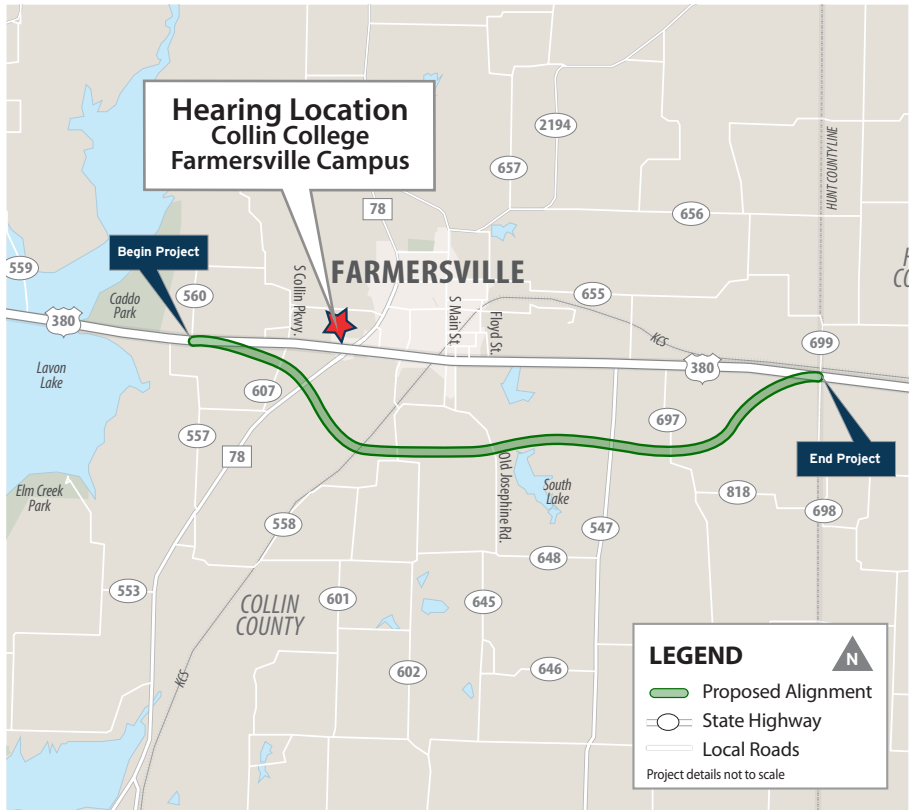 Hearing Location
Collin College
Farmersville Campus
2194
657
78
656
HUNT COUNTY LINE
Begin Project
559
Caddo
Park
560
S Collin Pkwy.
FARMERSVILLE
655
S Main St
Floyd St.
KCS
380
699
380
Lavon
Lake
607
697
End Project
557
78
Old Josephine Rd.
Elm Creek
Park
South
Lake
818
698
558
547
648
553
601
645
COLLIN
COUNTY
602
646
KCS
LEGEND
N
Proposed Alignment
State Highway
Local Roads
Project details not to scale